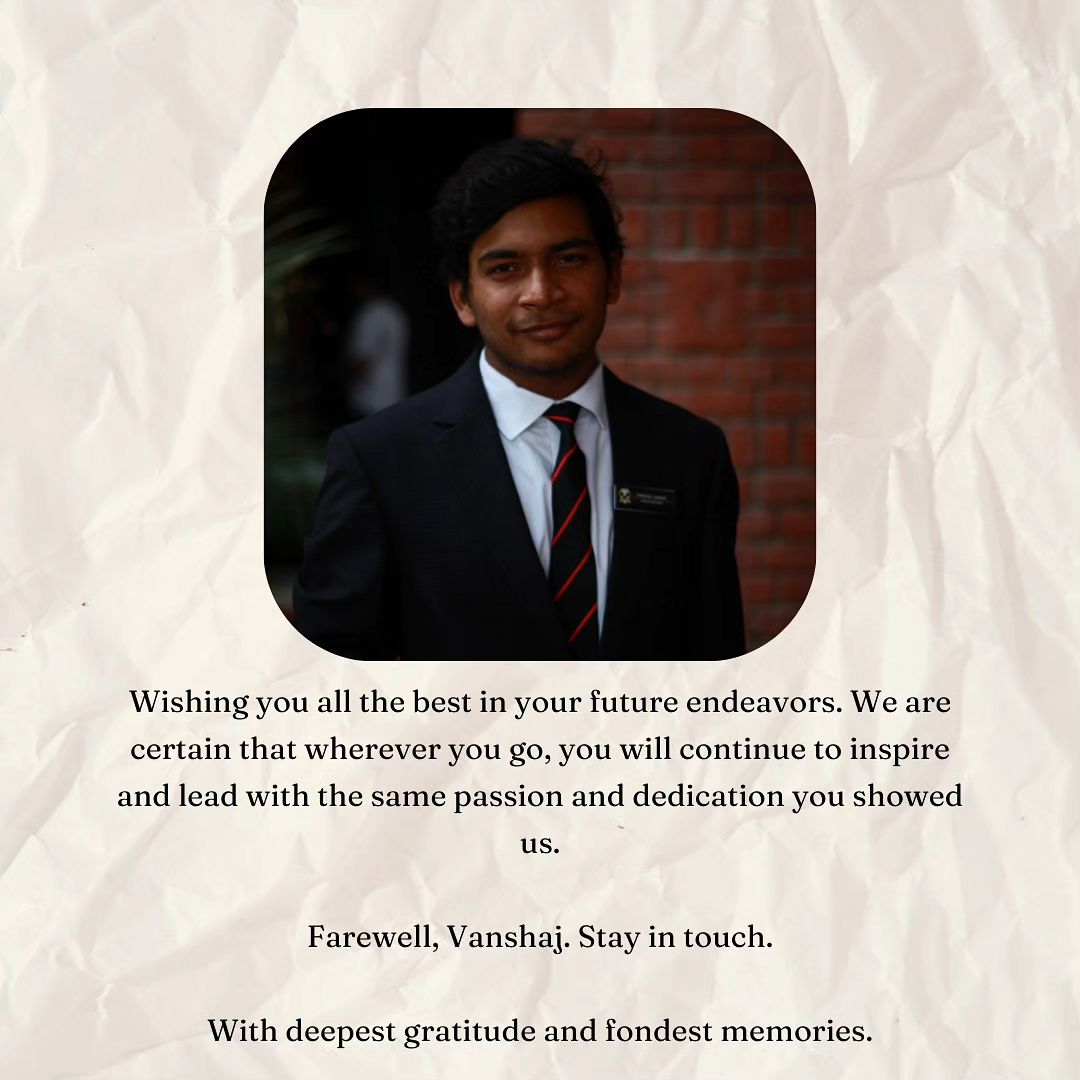 Wishing you all the best in your future endeavors. We are
certain that wherever you go, you will continue to inspire
and lead with the same passion and dedication you showed
us.
Farewell, Vanshaj. Stay in touch.
With deepest gratitude and fondest memories.